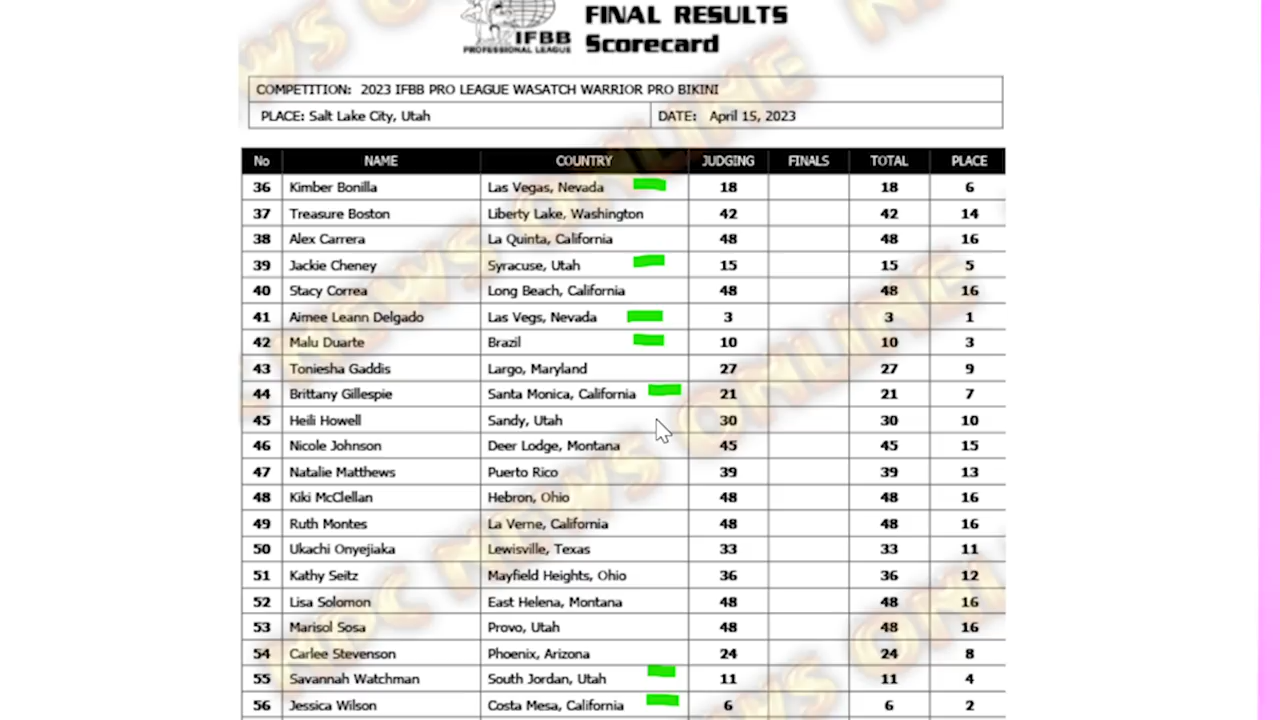 FINAL RESULTS
IFBB
PROFESSIONAL LEAGUE
Scorecard
COMPETITION: 2023 IFBB PRO LEAGUE WASATCH WARRIOR PRO BIKINI
PLACE: Salt Lake City, Utah DATE: April 15, 2023
No NAME COUNTRY JUDGING FINALS TOTAL PLACE
36 Kimber Bonilla Las Vegas, Nevada 18 18 6
37 Treasure Boston Liberty Lake, Washington 42 42 14
38 Alex Carrera La Quinta, California 48 48 16
39 Jackie Cheney Syracuse, Utah 15 15 5
40 Stacy Correa Long Beach, California 48 48 16
41 Aimee Leann Delgado Las Vegs, Nevada 3 3 1
42 Malu Duarte Brazil 10 10 3
43 Toniesha Gaddis Largo, Maryland 27 27 9
44 Brittany Gillespie Santa Monica, California 21 21 7
45 Heili Howell Sandy, Utah 30 30 10
46 Nicole Johnson Deer Lodge, Montana 45 45 15
47 Natalie Matthews Puerto Rico 39 39 13
48 Kiki McClellan Hebron, Ohio 48 48 16
49 Ruth Montes La Verne, California 48 48 16
50 Ukachi Onyejiaka Lewisville, Texas 33 33 11
51 Kathy Seitz Mayfield Heights, Ohio 36 36 12
52 Lisa Solomon East Helena, Montana 48 48 16
53 Marisol Sosa Provo, Utah 48 48 16
54 Carlee Stevenson Phoenix, Arizona 24 24 8
55 Savannah Watchman South Jordan, Utah 11 11 4
56 Jessica Wilson Costa Mesa, California 6 6 2
NPC NEWS ONLINE